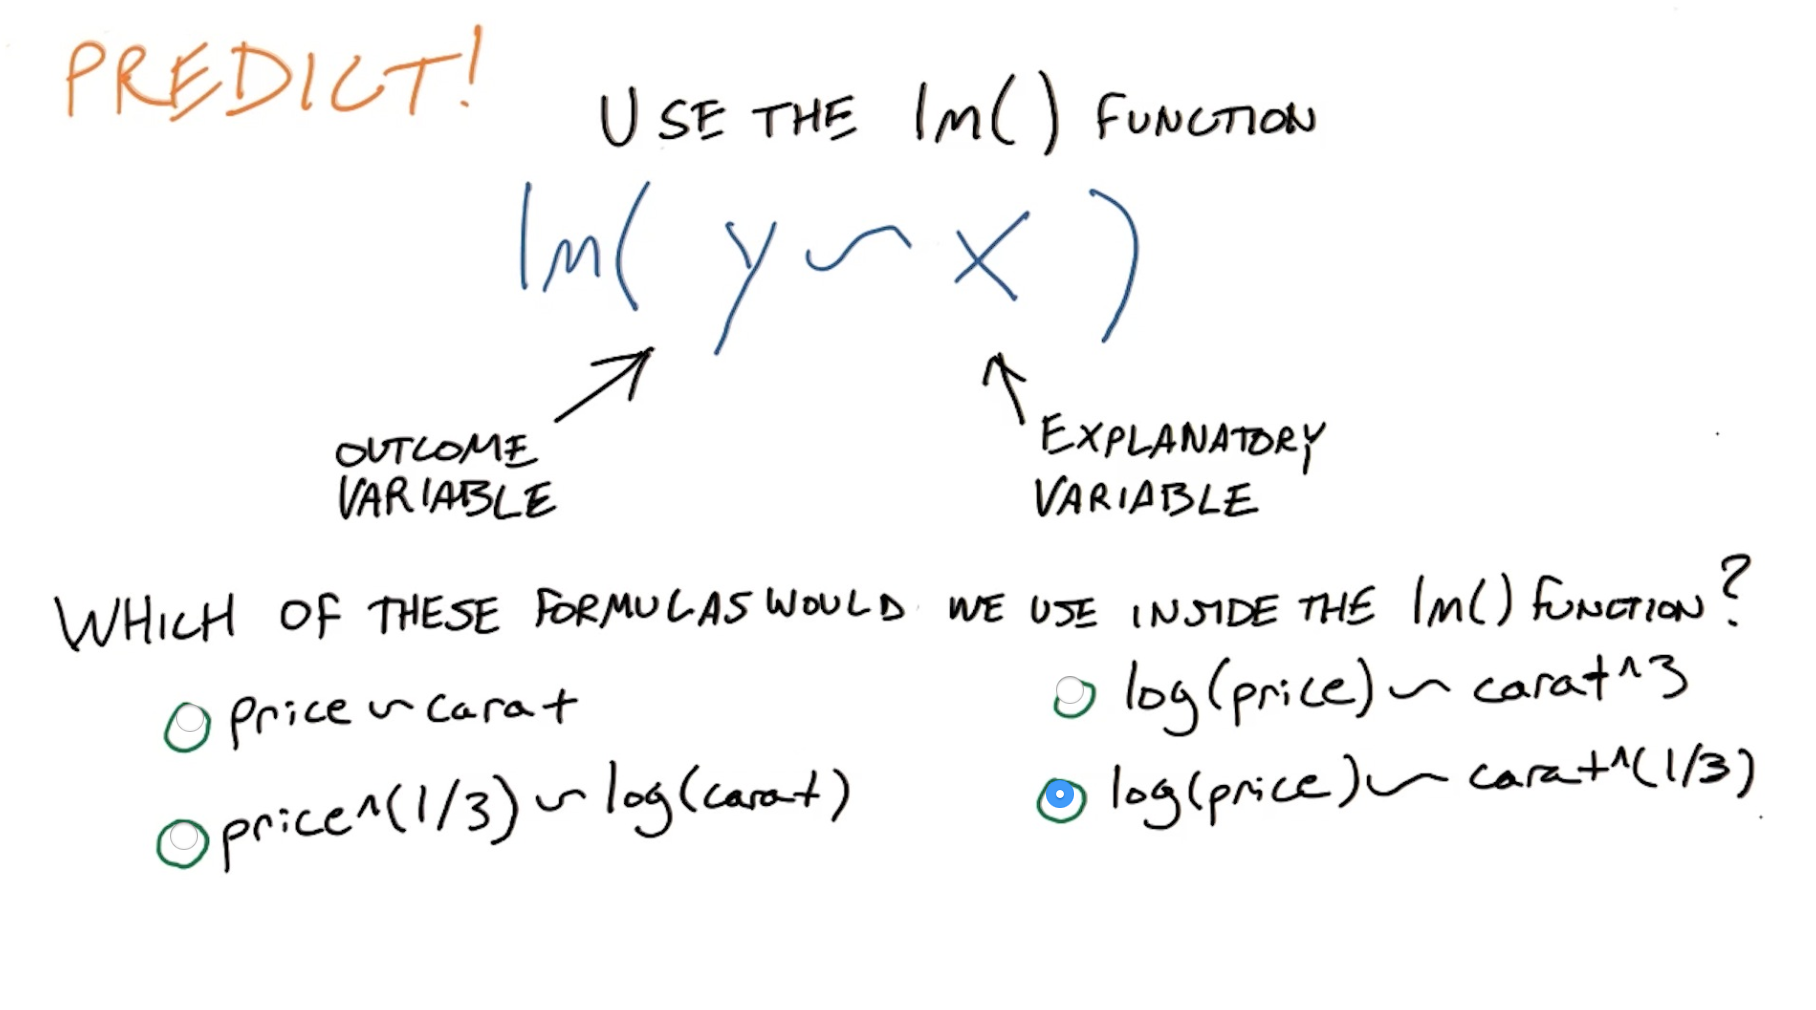 PREDICT!
USE THE lm() FUNCTION
lm( y ~ x )
OUTCOME
VARIABLE
EXPLANATORY
VARIABLE
WHICH OF THESE FORMULAS WOULD WE USE INSIDE THE lm() FUNCTION?
price ~ carat
price^(1/3) ~ log(carat)
log(price) ~ carat^3
log(price) ~ carat^(1/3)